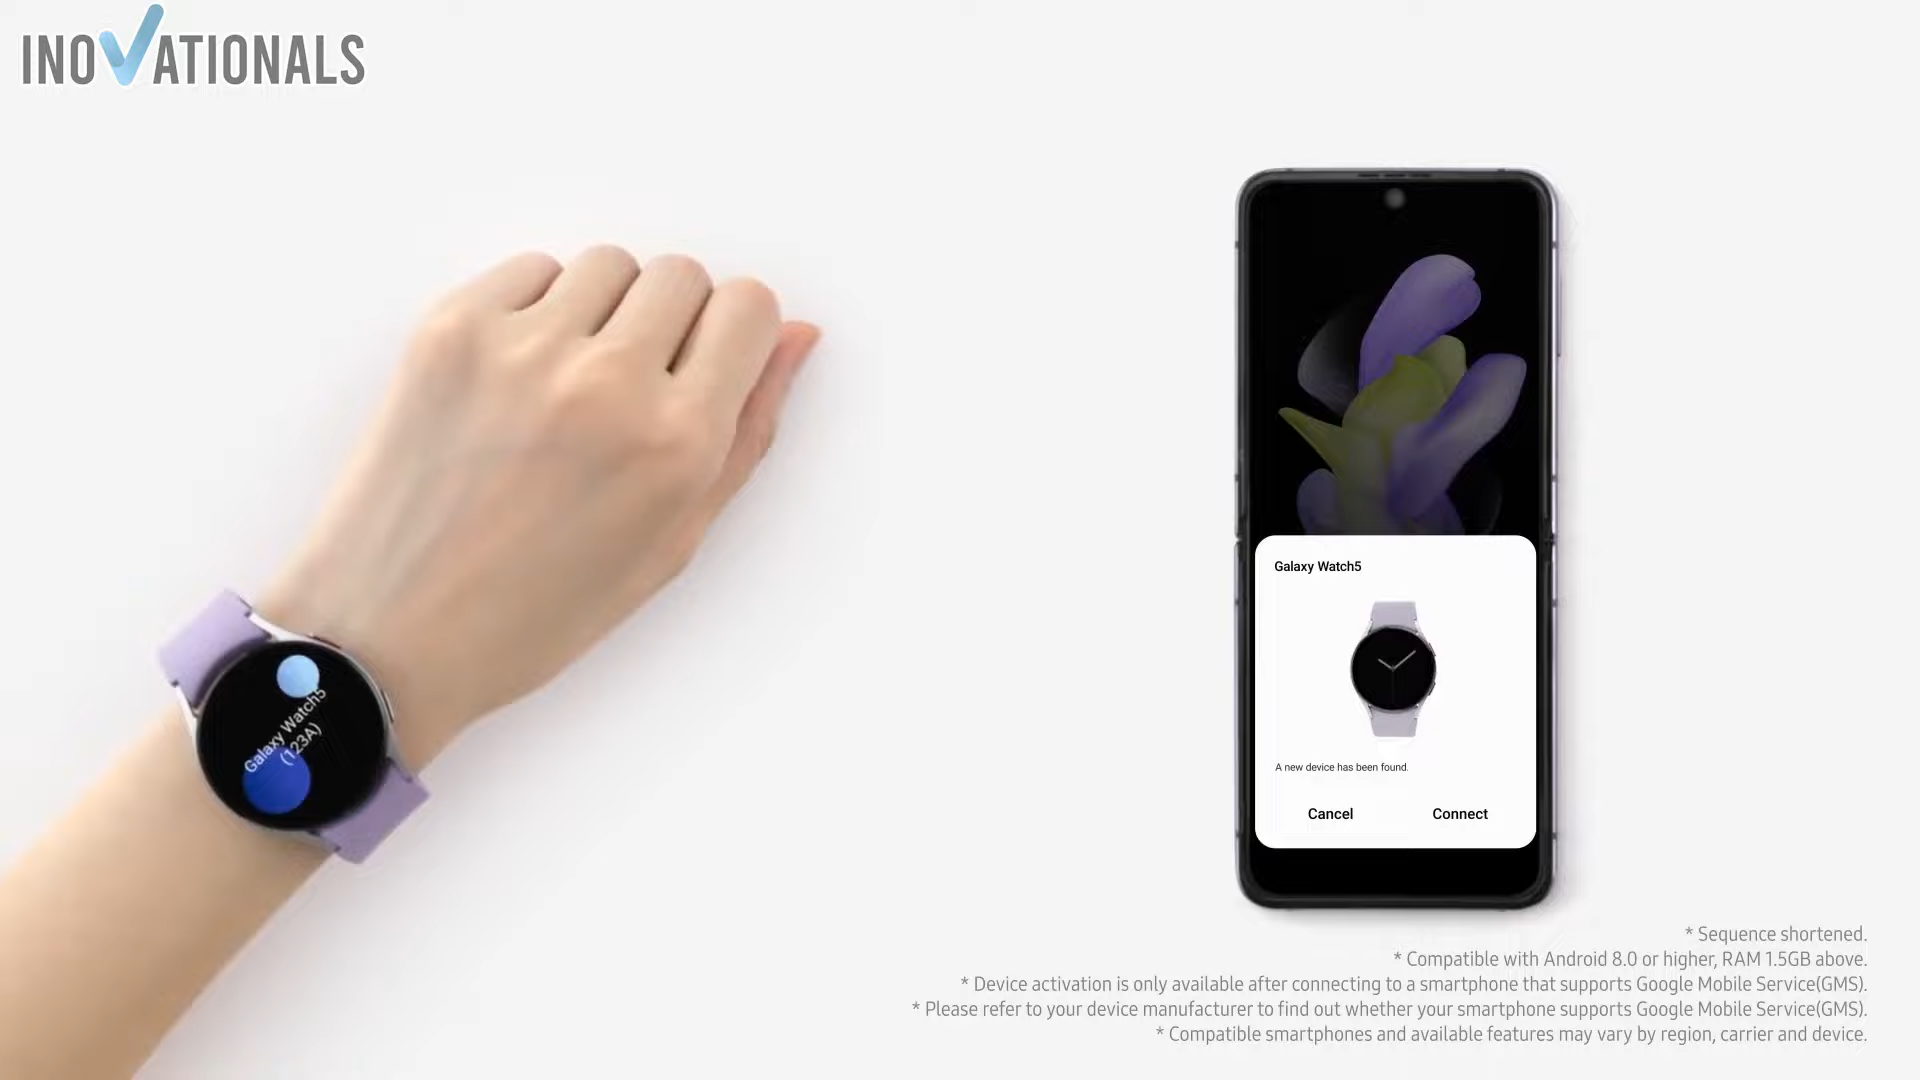 INOVATIONALS
Galaxy Watch5
(123A)
Galaxy Watch5
A new device has been found.
Cancel
Connect
* Sequence shortened.
* Compatible with Android 8.0 or higher, RAM 1.5GB above.
* Device activation is only available after connecting to a smartphone that supports Google Mobile Service(GMS).
* Please refer to your device manufacturer to find out whether your smartphone supports Google Mobile Service(GMS).
* Compatible smartphones and available features may vary by region, carrier and device.